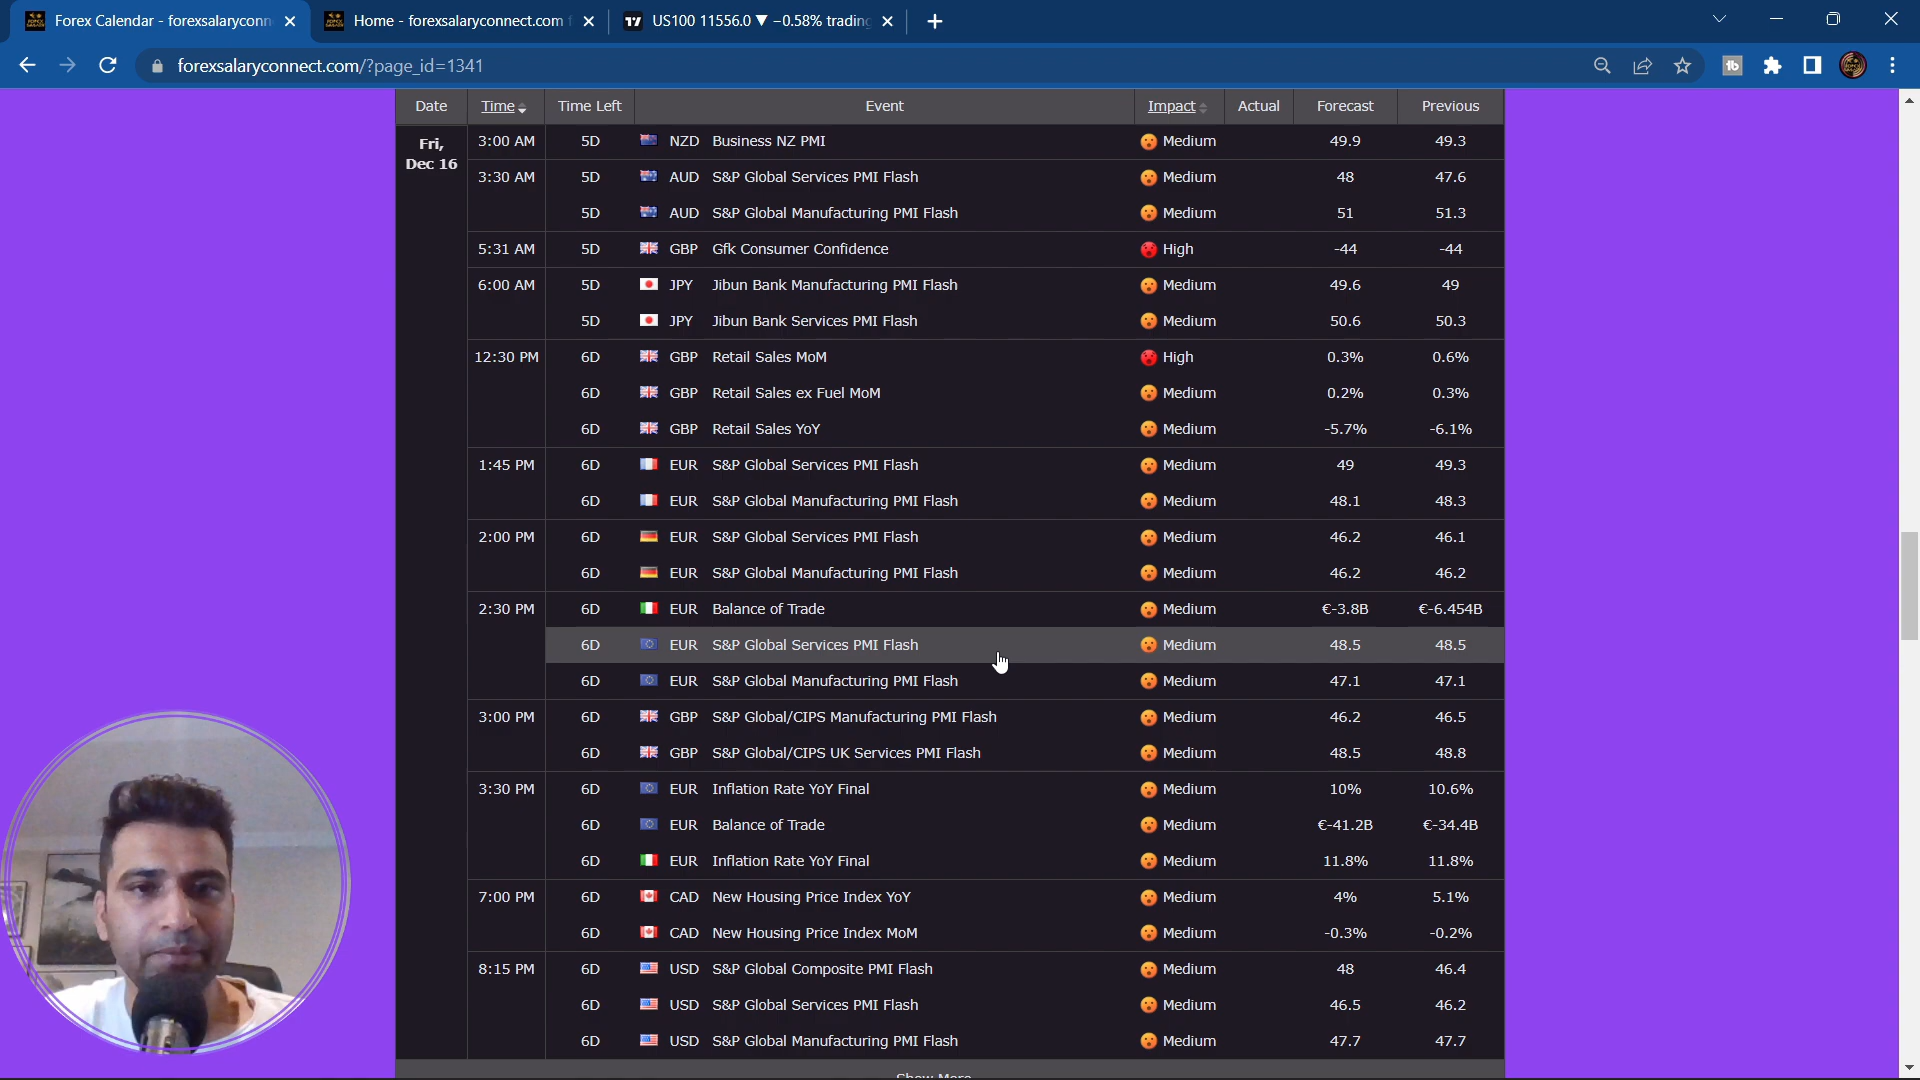 Forex Calendar - forexsalaryconn
Home - forexsalaryconnect.com
US100 11556.0 ▼ −0.58% trading
forexsalaryconnect.com/?page_id=1341
Date Time Time Left Event Impact Actual Forecast Previous
Fri, Dec 16
3:00 AM 5D NZD Business NZ PMI Medium 49.9 49.3
3:30 AM 5D AUD S&P Global Services PMI Flash Medium 48 47.6
5D AUD S&P Global Manufacturing PMI Flash Medium 51 51.3
5:31 AM 5D GBP Gfk Consumer Confidence High -44 -44
6:00 AM 5D JPY Jibun Bank Manufacturing PMI Flash Medium 49.6 49
5D JPY Jibun Bank Services PMI Flash Medium 50.6 50.3
12:30 PM 6D GBP Retail Sales MoM High 0.3% 0.6%
6D GBP Retail Sales ex Fuel MoM Medium 0.2% 0.3%
6D GBP Retail Sales YoY Medium -5.7% -6.1%
1:45 PM 6D EUR S&P Global Services PMI Flash Medium 49 49.3
6D EUR S&P Global Manufacturing PMI Flash Medium 48.1 48.3
2:00 PM 6D EUR S&P Global Services PMI Flash Medium 46.2 46.1
6D EUR S&P Global Manufacturing PMI Flash Medium 46.2 46.2
2:30 PM 6D EUR Balance of Trade Medium €-3.8B €-6.454B
6D EUR S&P Global Services PMI Flash Medium 48.5 48.5
6D EUR S&P Global Manufacturing PMI Flash Medium 47.1 47.1
3:00 PM 6D GBP S&P Global/CIPS Manufacturing PMI Flash Medium 46.2 46.5
6D GBP S&P Global/CIPS UK Services PMI Flash Medium 48.5 48.8
3:30 PM 6D EUR Inflation Rate YoY Final Medium 10% 10.6%
6D EUR Balance of Trade Medium €-41.2B €-34.4B
6D EUR Inflation Rate YoY Final Medium 11.8% 11.8%
7:00 PM 6D CAD New Housing Price Index YoY Medium 4% 5.1%
6D CAD New Housing Price Index MoM Medium -0.3% -0.2%
8:15 PM 6D USD S&P Global Composite PMI Flash Medium 48 46.4
6D USD S&P Global Services PMI Flash Medium 46.5 46.2
6D USD S&P Global Manufacturing PMI Flash Medium 47.7 47.7
Show More